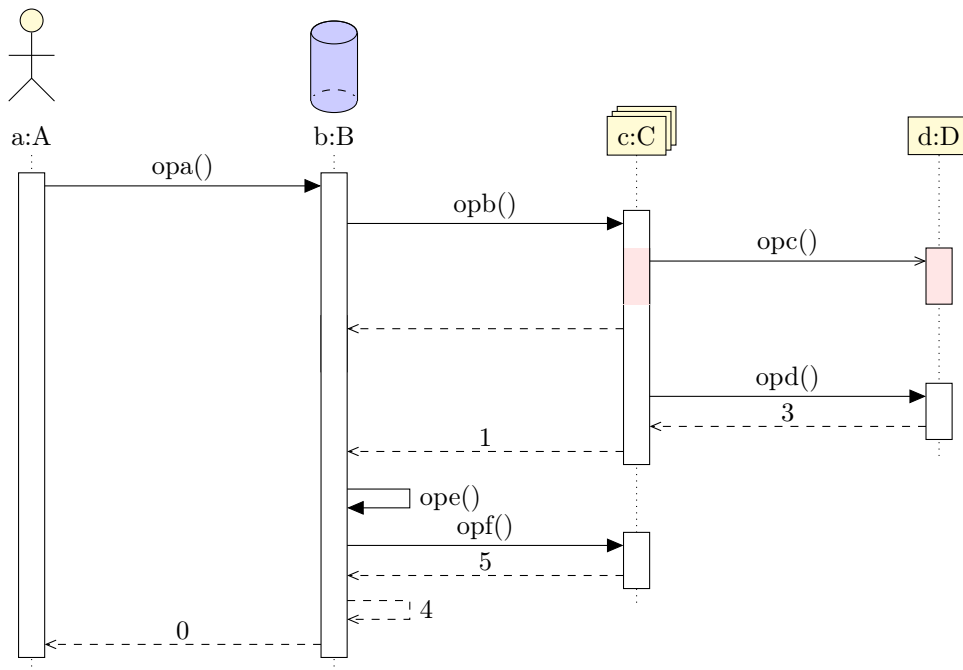 a:A
b:B
c:C
d:D
opa()
opb()
opc()
opd()
3
1
ope()
opf()
5
4
0